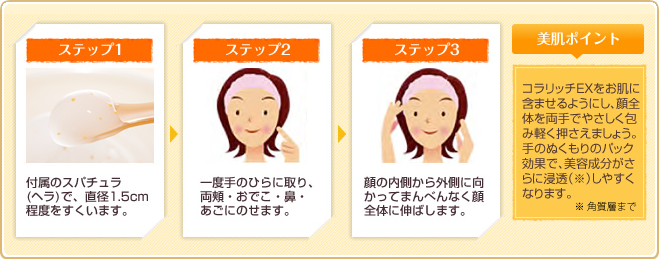 ステップ1
付属のスパチュラ
(ヘラ)で、直径1.5cm
程度をすくいます。
ステップ2
一度手のひらに取り、
両頬・おでこ・鼻・
あごにのせます。
ステップ3
顔の内側から外側に向
かってまんべんなく顔
全体に伸ばします。
美肌ポイント
コラリッチEXをお肌に
含ませるようにし、顔全
体を両手でやさしく包
み軽く押さえましょう。
手のぬくもりのパック
効果で、美容成分がさ
らに浸透(※)しやすく
なります。
※ 角質層まで